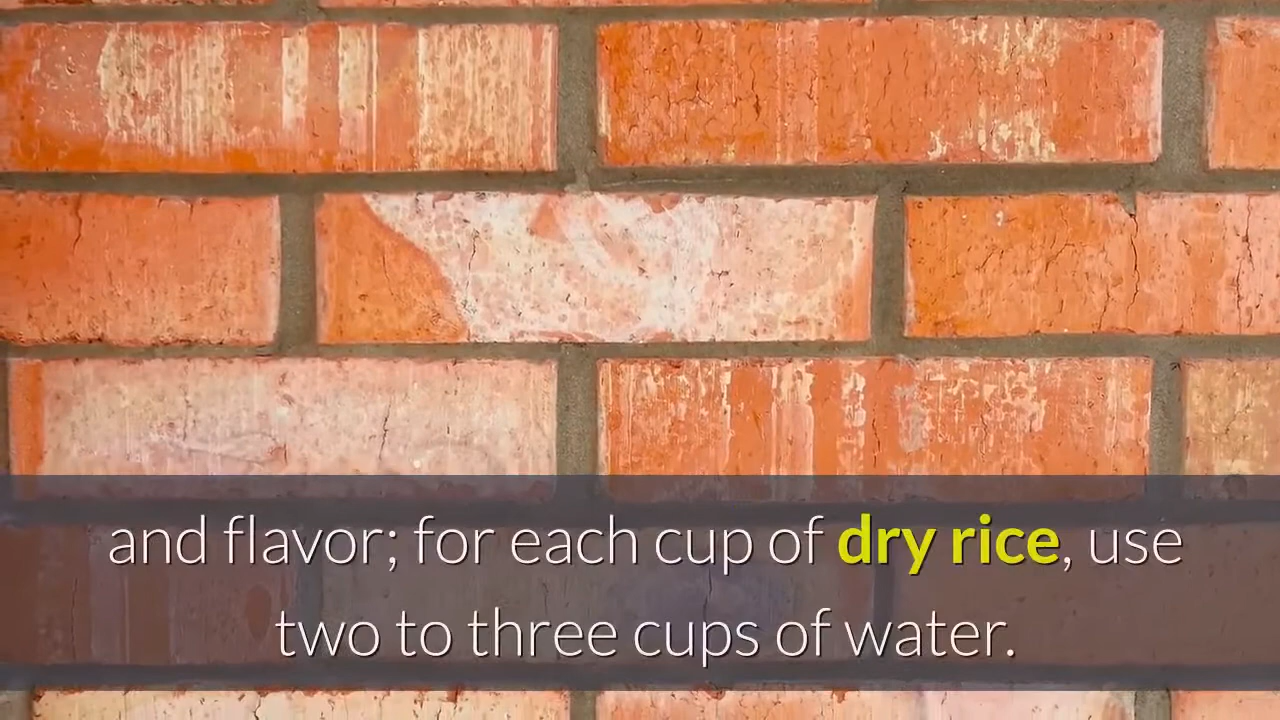 and flavor; for each cup of dry rice, use
two to three cups of water.